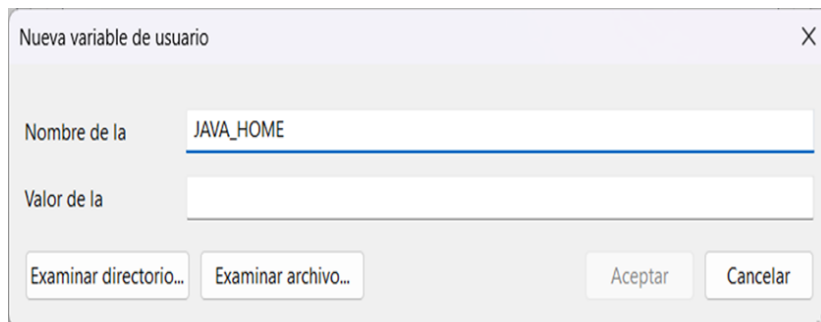 Nueva variable de usuario
Nombre de la JAVA_HOME
Valor de la
Examinar directorio... Examinar archivo... Aceptar Cancelar